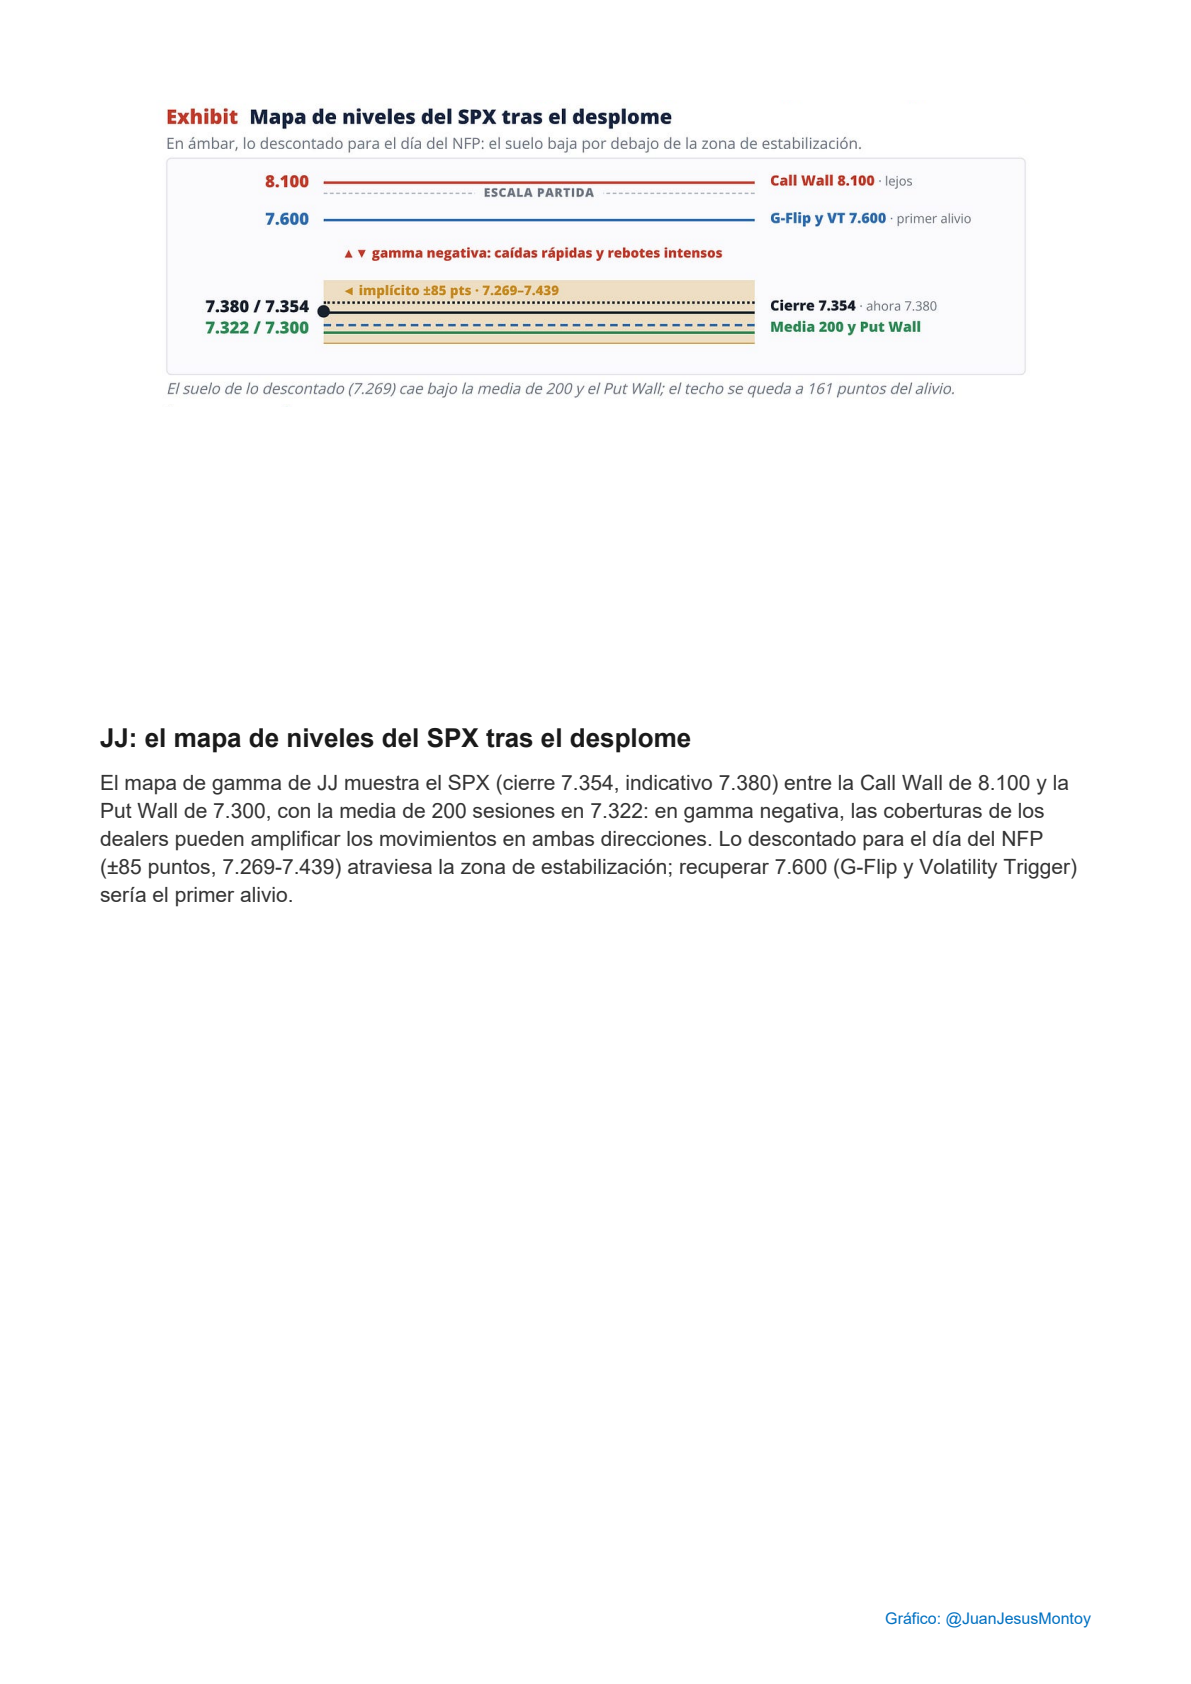 Exhibit Mapa de niveles del SPX tras el desplome
En ámbar, lo descontado para el día del NFP: el suelo baja por debajo de la zona de estabilización.
8.100 Call Wall 8.100 · lejos
ESCALA PARTIDA
7.600 G-Flip y VT 7.600 · primer alivio
▲▼ gamma negativa: caídas rápidas y rebotes intensos
◄ implícito ±85 pts · 7.269–7.439
7.380 / 7.354 Cierre 7.354 · ahora 7.380
7.322 / 7.300 Media 200 y Put Wall
El suelo de lo descontado (7.269) cae bajo la media de 200 y el Put Wall; el techo se queda a 161 puntos del alivio.
JJ: el mapa de niveles del SPX tras el desplome
El mapa de gamma de JJ muestra el SPX (cierre 7.354, indicativo 7.380) entre la Call Wall de 8.100 y la
Put Wall de 7.300, con la media de 200 sesiones en 7.322: en gamma negativa, las coberturas de los
dealers pueden amplificar los movimientos en ambas direcciones. Lo descontado para el día del NFP
(±85 puntos, 7.269-7.439) atraviesa la zona de estabilización; recuperar 7.600 (G-Flip y Volatility Trigger)
sería el primer alivio.
Gráfico: @JuanJesusMontoy